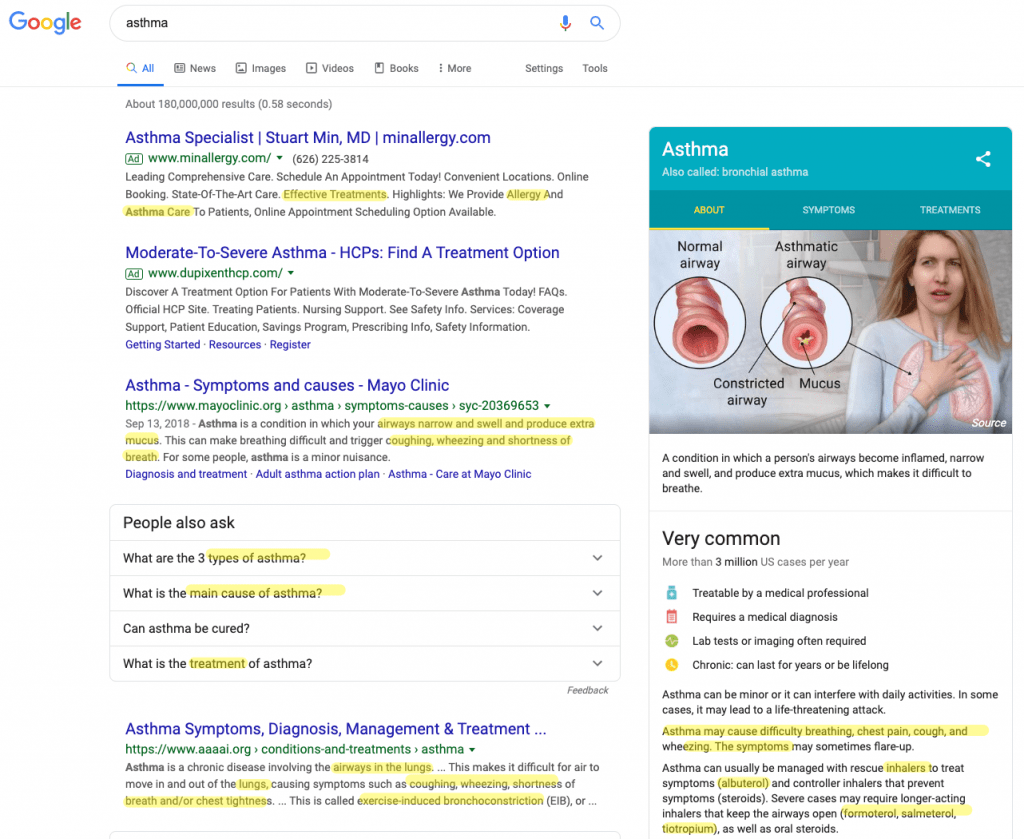 Google
asthma
All
News
Images
Videos
Books
More
Settings
Tools
About 180,000,000 results (0.58 seconds)
Asthma Specialist | Stuart Min, MD | minallergy.com
Ad www.minallergy.com/ (626) 225-3814
Leading Comprehensive Care. Schedule An Appointment Today! Convenient Locations. Online
Booking. State-Of-The-Art Care. Effective Treatments. Highlights: We Provide Allergy And
Asthma Care To Patients, Online Appointment Scheduling Option Available.
Moderate-To-Severe Asthma - HCPs: Find A Treatment Option
Ad www.dupixenthcp.com/
Discover A Treatment Option For Patients With Moderate-To-Severe Asthma Today! FAQs.
Official HCP Site. Treating Patients. Nursing Support. See Safety Info. Services: Coverage
Support, Patient Education, Savings Program, Prescribing Info, Safety Information.
Getting Started · Resources · Register
Asthma - Symptoms and causes - Mayo Clinic
https://www.mayoclinic.org › asthma › symptoms-causes › syc-20369653
Sep 13, 2018 - Asthma is a condition in which your airways narrow and swell and produce extra
mucus. This can make breathing difficult and trigger coughing, wheezing and shortness of
breath. For some people, asthma is a minor nuisance.
Diagnosis and treatment · Adult asthma action plan · Asthma - Care at Mayo Clinic
People also ask
What are the 3 types of asthma?
What is the main cause of asthma?
Can asthma be cured?
What is the treatment of asthma?
Feedback
Asthma Symptoms, Diagnosis, Management & Treatment ...
https://www.aaaai.org › conditions-and-treatments › asthma
Asthma is a chronic disease involving the airways in the lungs. ... This makes it difficult for air to
move in and out of the lungs, causing symptoms such as coughing, wheezing, shortness of
breath and/or chest tightness. ... This is called exercise-induced bronchoconstriction (EIB), or ...
Asthma
Also called: bronchial asthma
ABOUT
SYMPTOMS
TREATMENTS
Normal
airway
Asthmatic
airway
Constricted
airway
Mucus
Source
A condition in which a person's airways become inflamed, narrow
and swell, and produce extra mucus, which makes it difficult to
breathe.
Very common
More than 3 million US cases per year
Treatable by a medical professional
Requires a medical diagnosis
Lab tests or imaging often required
Chronic: can last for years or be lifelong
Asthma can be minor or it can interfere with daily activities. In some
cases, it may lead to a life-threatening attack.
Asthma may cause difficulty breathing, chest pain, cough, and
wheezing. The symptoms may sometimes flare-up.
Asthma can usually be managed with rescue inhalers to treat
symptoms (albuterol) and controller inhalers that prevent
symptoms (steroids). Severe cases may require longer-acting
inhalers that keep the airways open (formoterol, salmeterol,
tiotropium), as well as oral steroids.